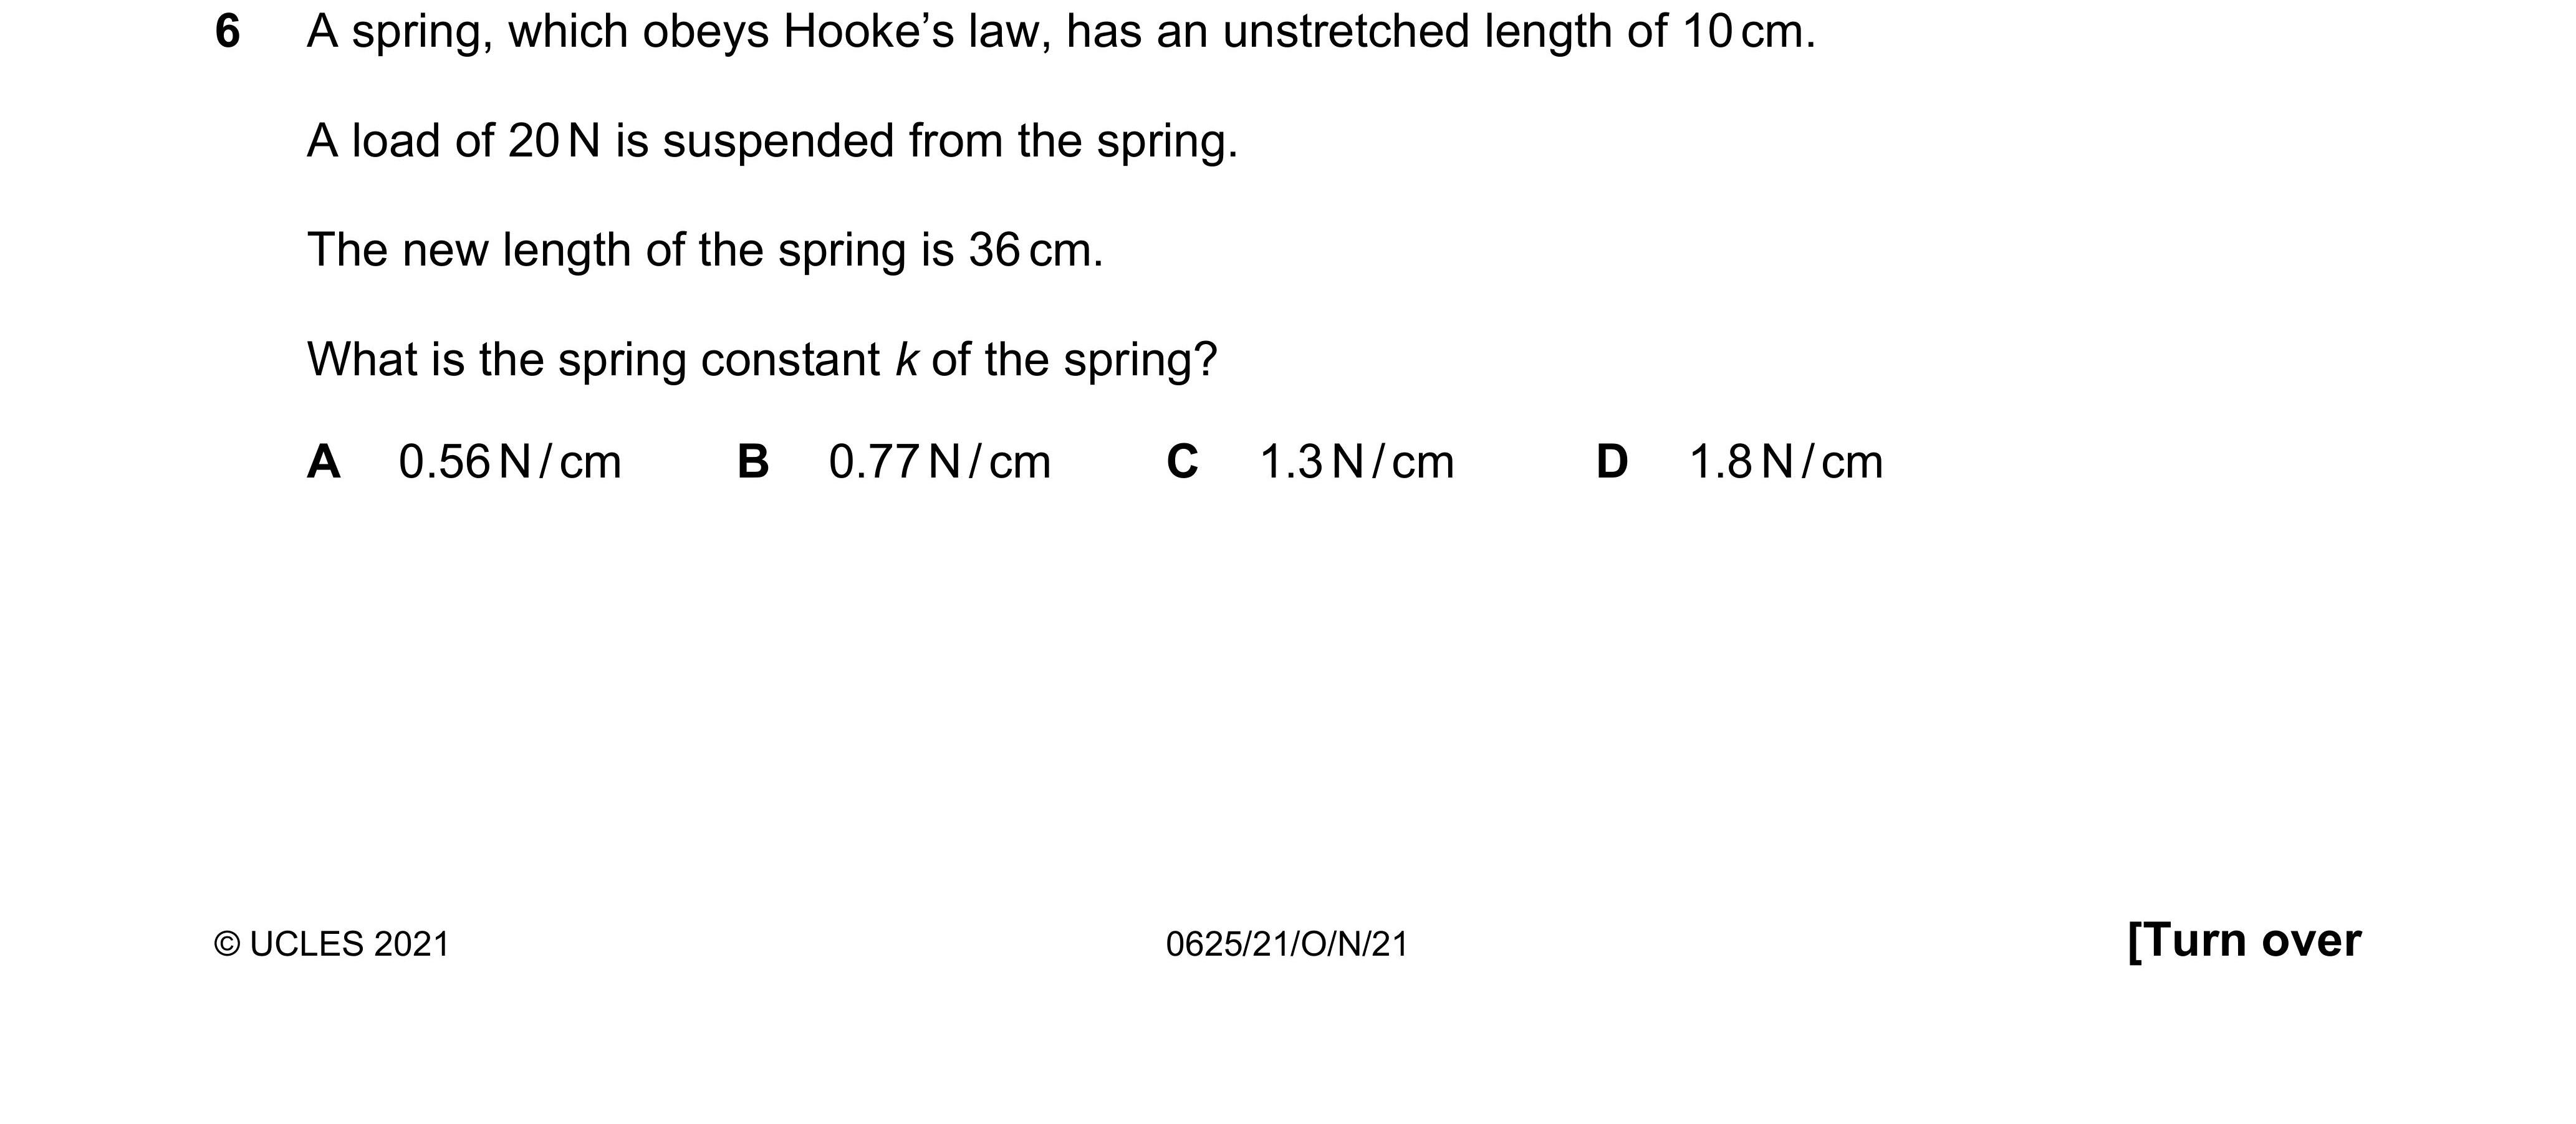 6 A spring, which obeys Hooke’s law, has an unstretched length of 10 cm.
A load of 20 N is suspended from the spring.
The new length of the spring is 36 cm.
What is the spring constant k of the spring?
A 0.56 N / cm B 0.77 N / cm C 1.3 N / cm D 1.8 N / cm
© UCLES 2021 0625/21/O/N/21 [Turn over